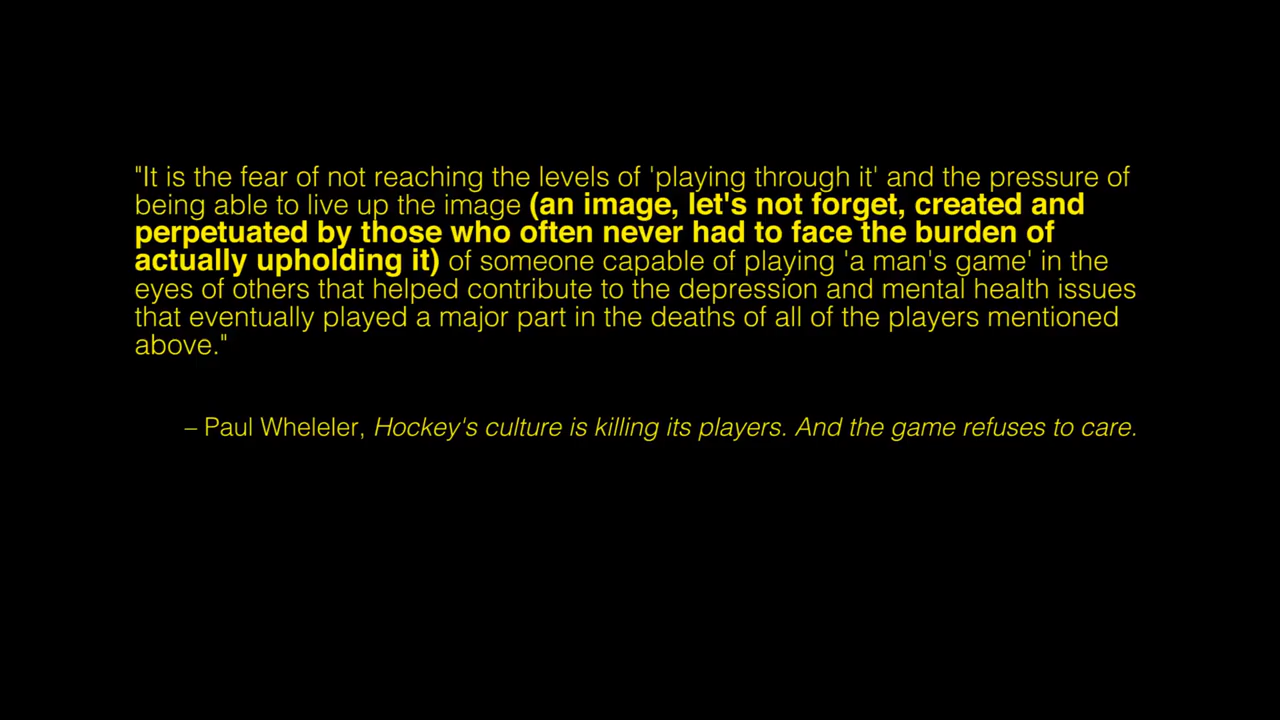 "It is the fear of not reaching the levels of 'playing through it' and the pressure of
being able to live up the image (an image, let's not forget, created and
perpetuated by those who often never had to face the burden of
actually upholding it) of someone capable of playing 'a man's game' in the
eyes of others that helped contribute to the depression and mental health issues
that eventually played a major part in the deaths of all of the players mentioned
above."
– Paul Wheleler, Hockey's culture is killing its players. And the game refuses to care.